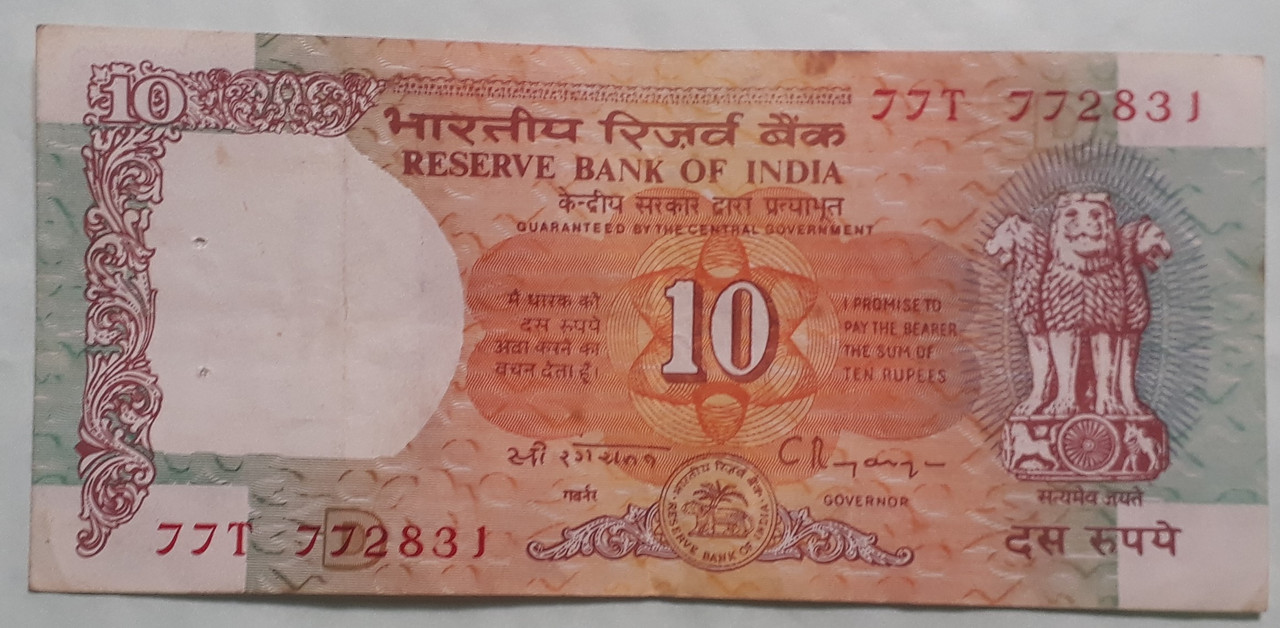 10
77T 772831
भारतीय रिज़र्व बैंक
RESERVE BANK OF INDIA
केन्द्रीय सरकार द्वारा प्रत्याभूत
GUARANTEED BY THE CENTRAL GOVERNMENT
मैं धारक को
दस रुपये
अदा करने का
वचन देता हूँ।
10
I PROMISE TO
PAY THE BEARER
THE SUM OF
TEN RUPEES
गवर्नर
GOVERNOR
भारतीय रिज़र्व बैंक
RESERVE BANK OF INDIA
सत्यमेव जयते
दस रुपये
77T 772831
D